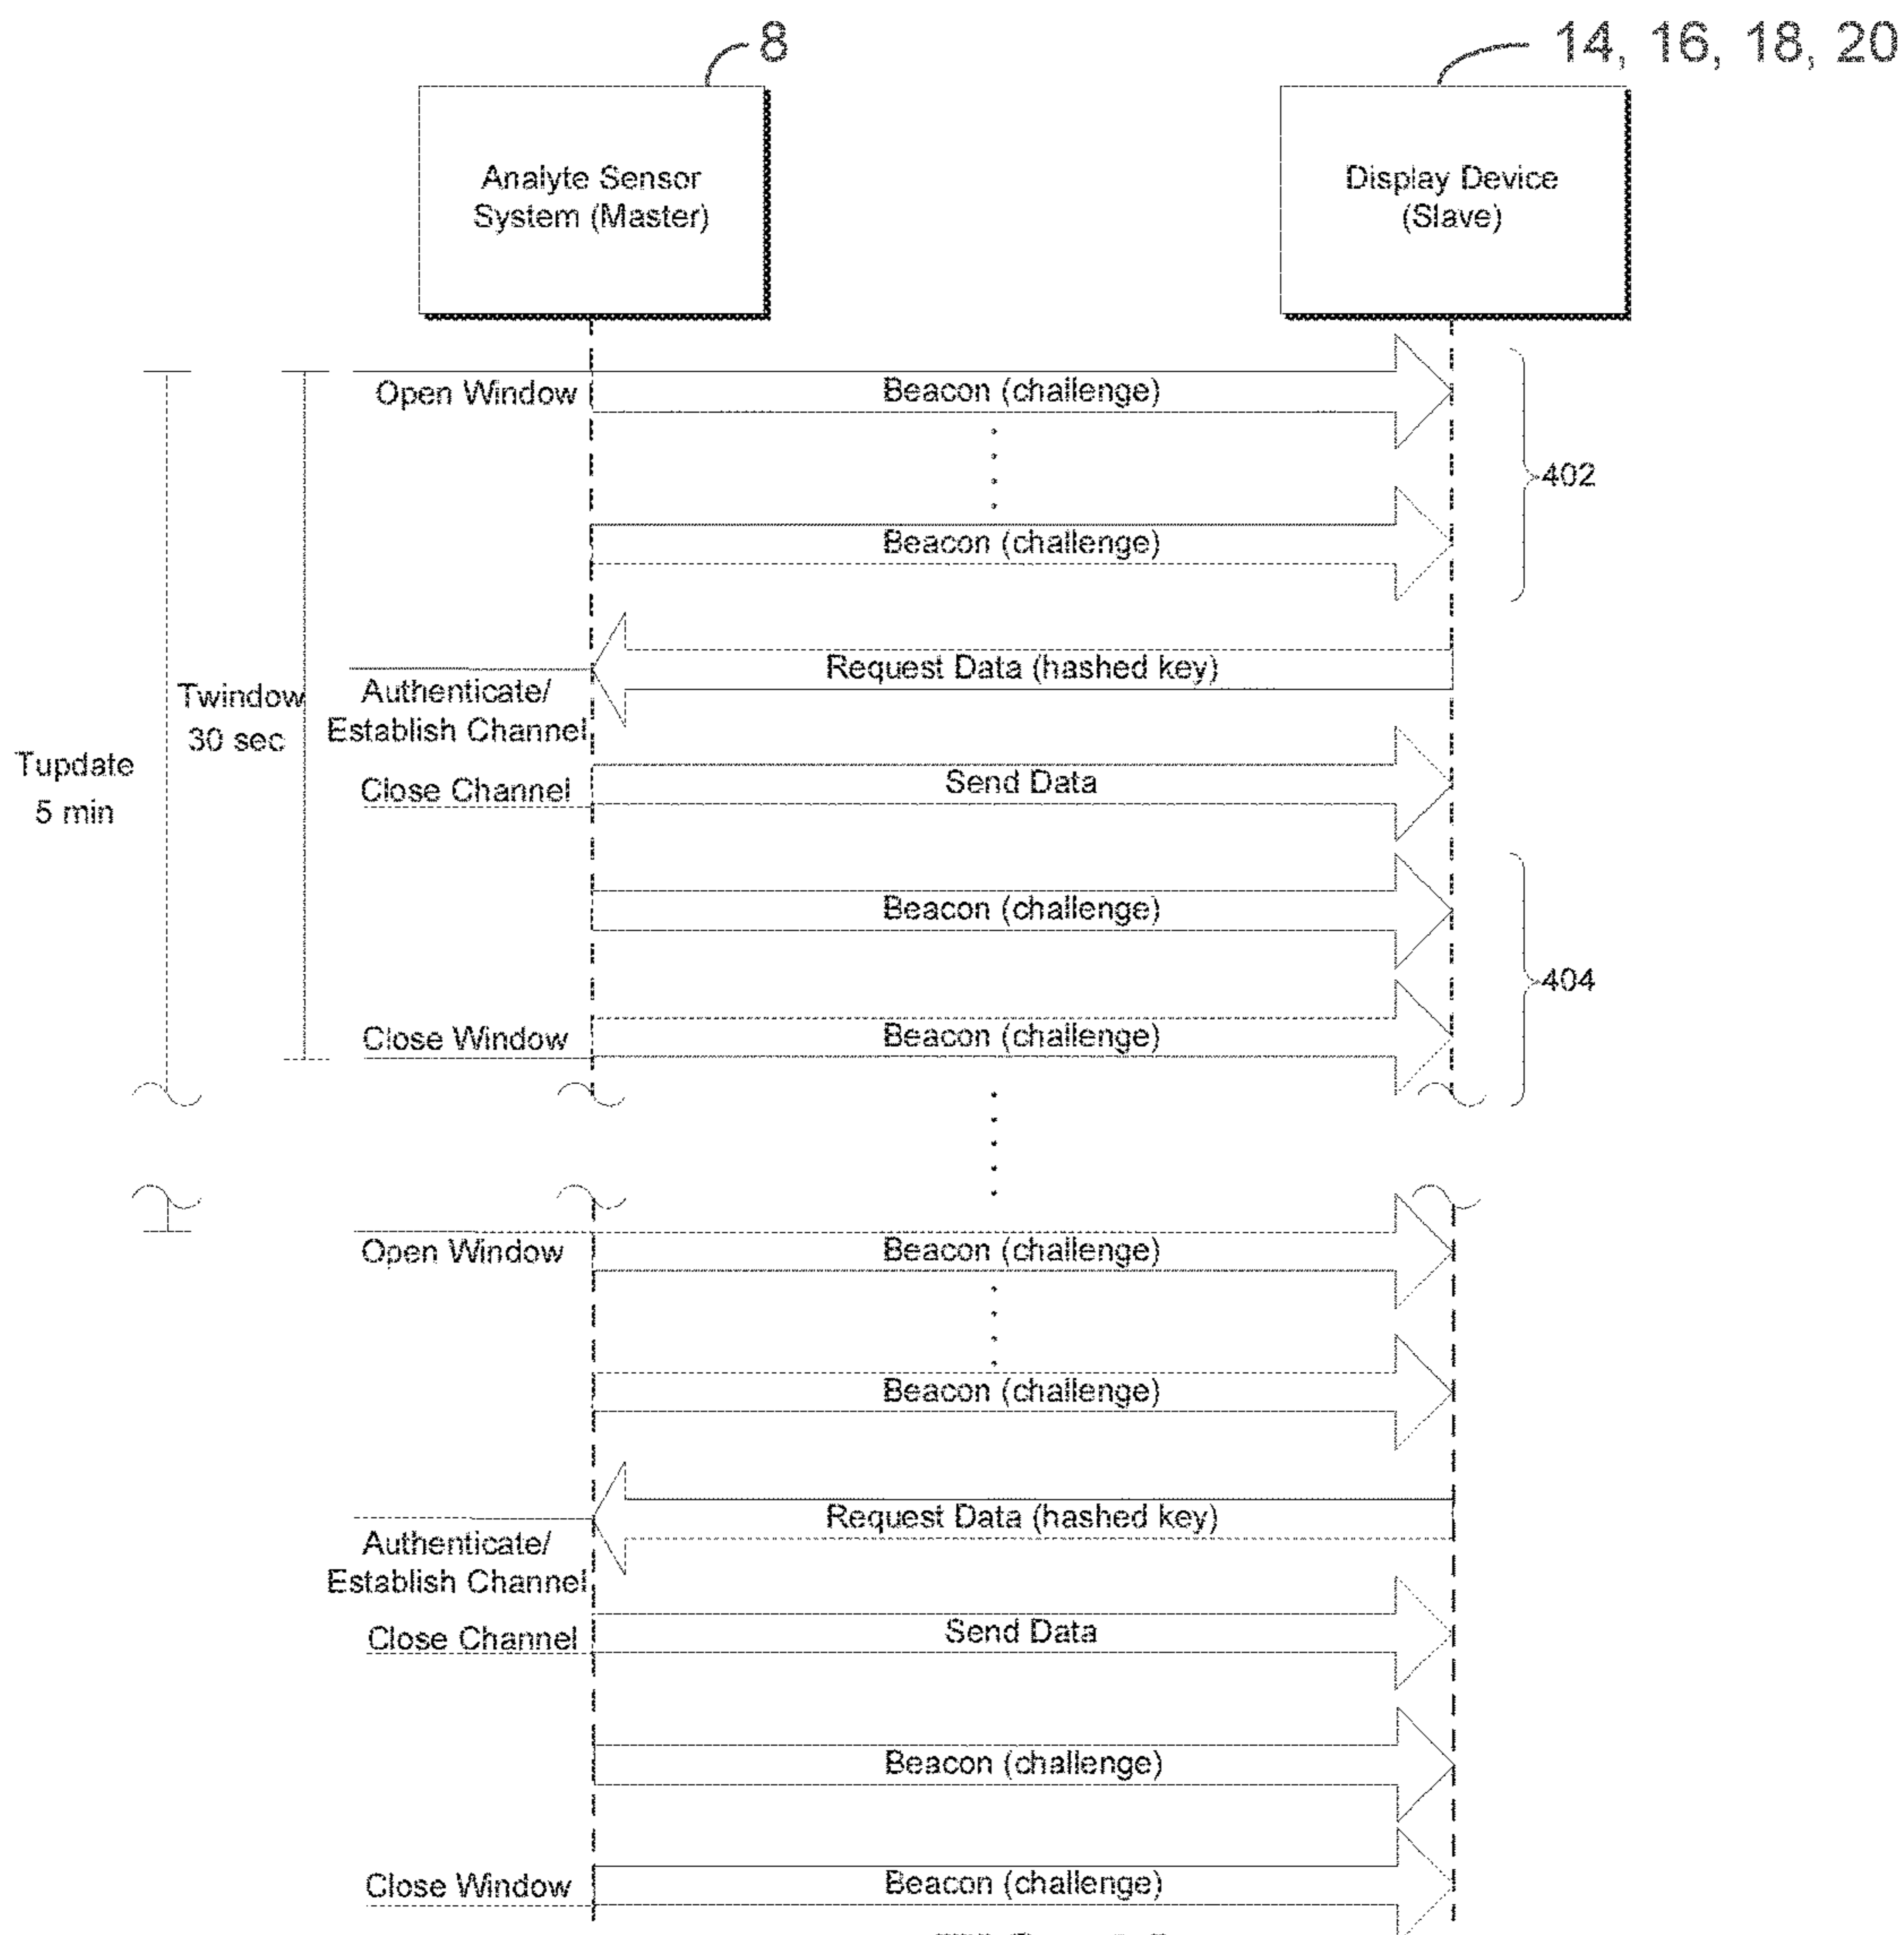 8
14, 16, 18, 20
Analyte Sensor
System (Master)
Display Device
(Slave)
Open Window
Beacon (challenge)
402
Beacon (challenge)
Request Data (hashed key)
Authenticate/
Establish Channel
Twindow
30 sec
Tupdate
5 min
Send Data
Close Channel
Beacon (challenge)
404
Close Window
Beacon (challenge)
Open Window
Beacon (challenge)
Beacon (challenge)
Request Data (hashed key)
Authenticate/
Establish Channel
Close Channel
Send Data
Beacon (challenge)
Close Window
Beacon (challenge)